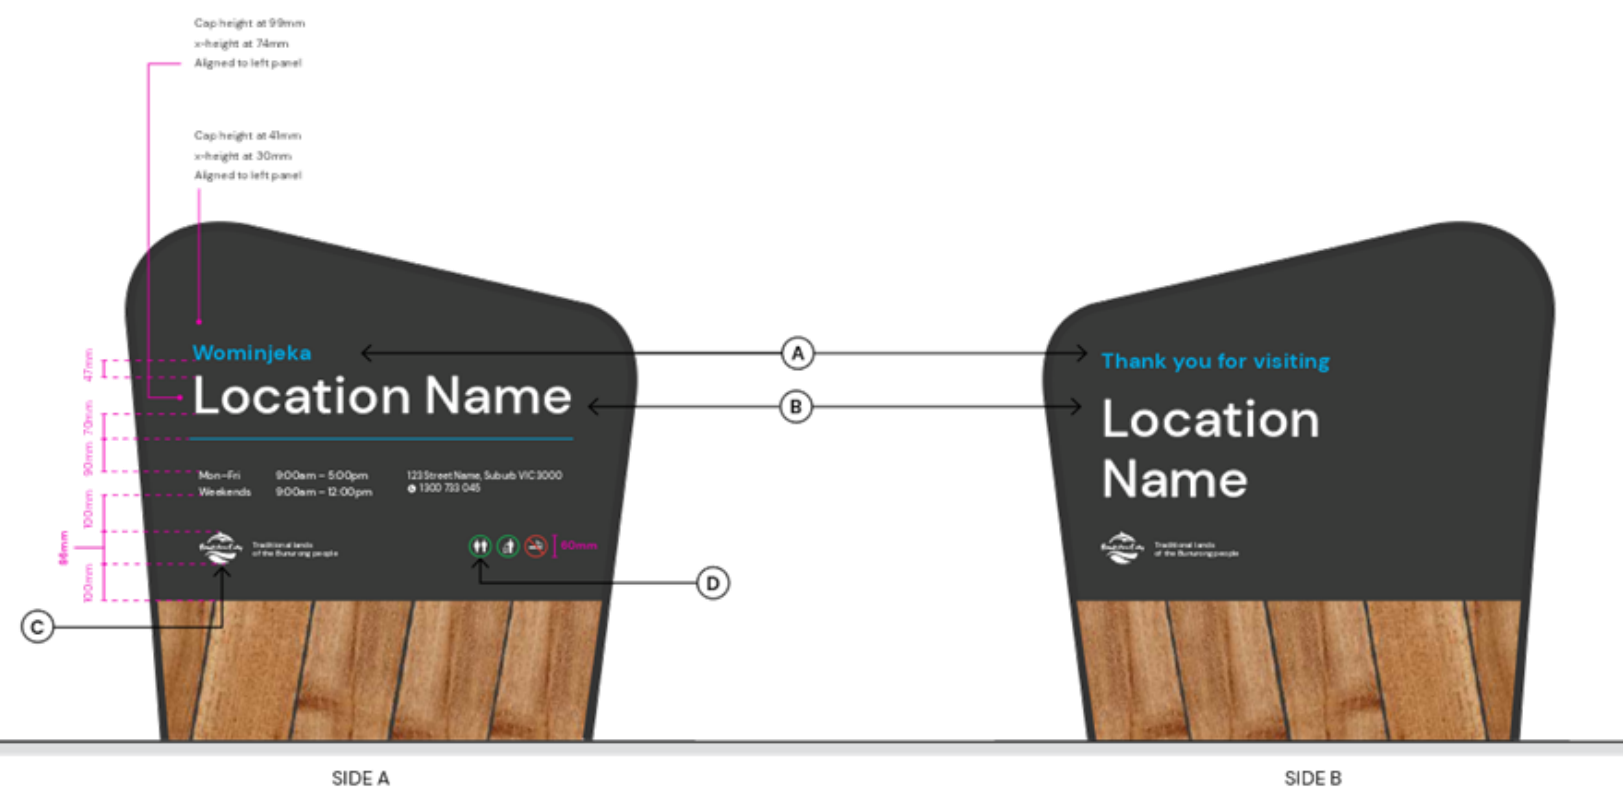 Cap height at 99mm
x-height at 74mm
Aligned to left panel
Cap height at 41mm
x-height at 30mm
Aligned to left panel
Wominjeka
Location Name
Mon–Fri 9:00am – 5:00pm
Weekends 9:00am – 12:00pm
123 Street Name, Suburb VIC 3000
1300 733 045
Traditional lands
of the Bunurong people
47mm
70mm
90mm
100mm
86mm
100mm
60mm
A
B
C
D
Thank you for visiting
Location
Name
Traditional lands
of the Bunurong people
SIDE A
SIDE B